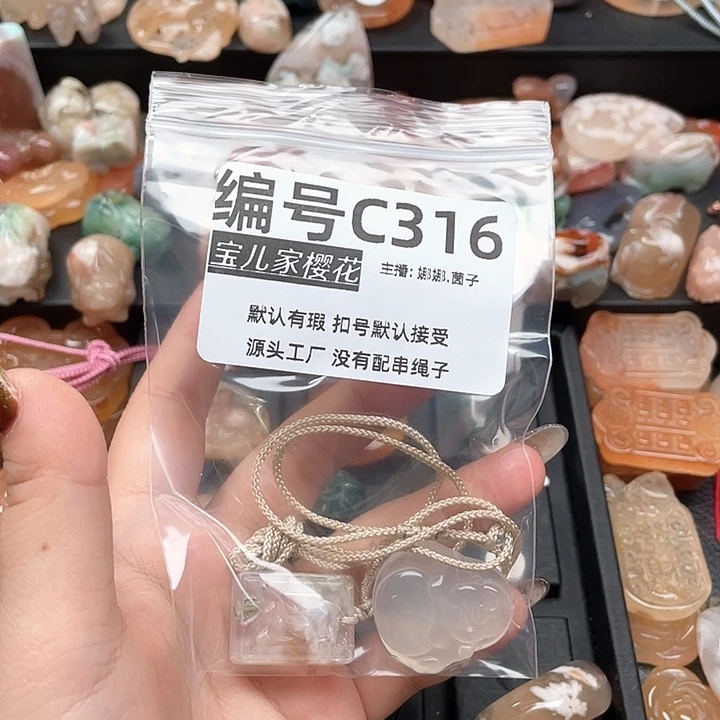 编号C316
宝儿家樱花 主播: 娜娜.茵子
默认有瑕 扣号默认接受
源头工厂 没有配串绳子